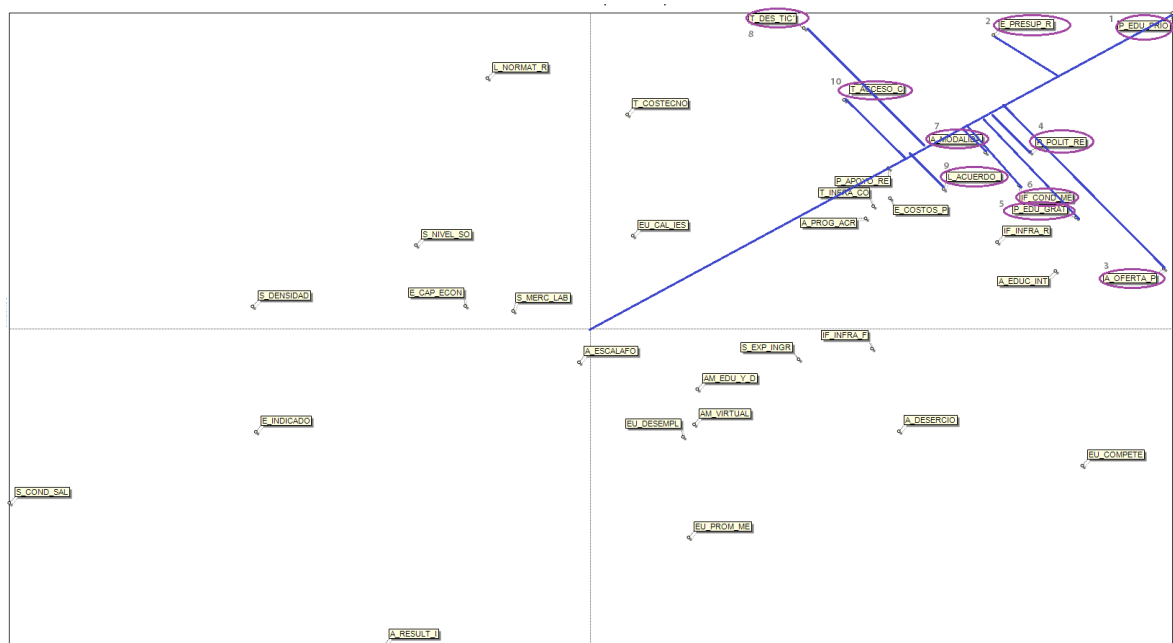 T_DES_TIC'
8
2
E_PRESUP_R
1
P_EDU_PRIO
L_NORMAT_R
10
T_ACCESO_C
T_COSTECNO
7
A_MODALIDA
4
P_POLIT_RE
9
L_ACUERDO_I
P_APOYO_RE
T_INFRA_CO
6
IF_COND_ME
5
P_EDU_GRAT
E_COSTOS_P
A_PROG_ACR
EU_CAL_IES
IF_INFRA_R
S_NIVEL_SO
3
A_OFERTA_P
A_EDUC_INT
S_DENSIDAD
E_CAP_ECON
S_MERC_LAB
IF_INFRA_F
S_EXP_INGR
A_ESCALAFO
AM_EDU_Y_D
AM_VIRTUAL
EU_DESEMPL
A_DESERCIO
E_INDICADO
EU_COMPETE
S_COND_SAL
EU_PROM_ME
A_RESULT_I